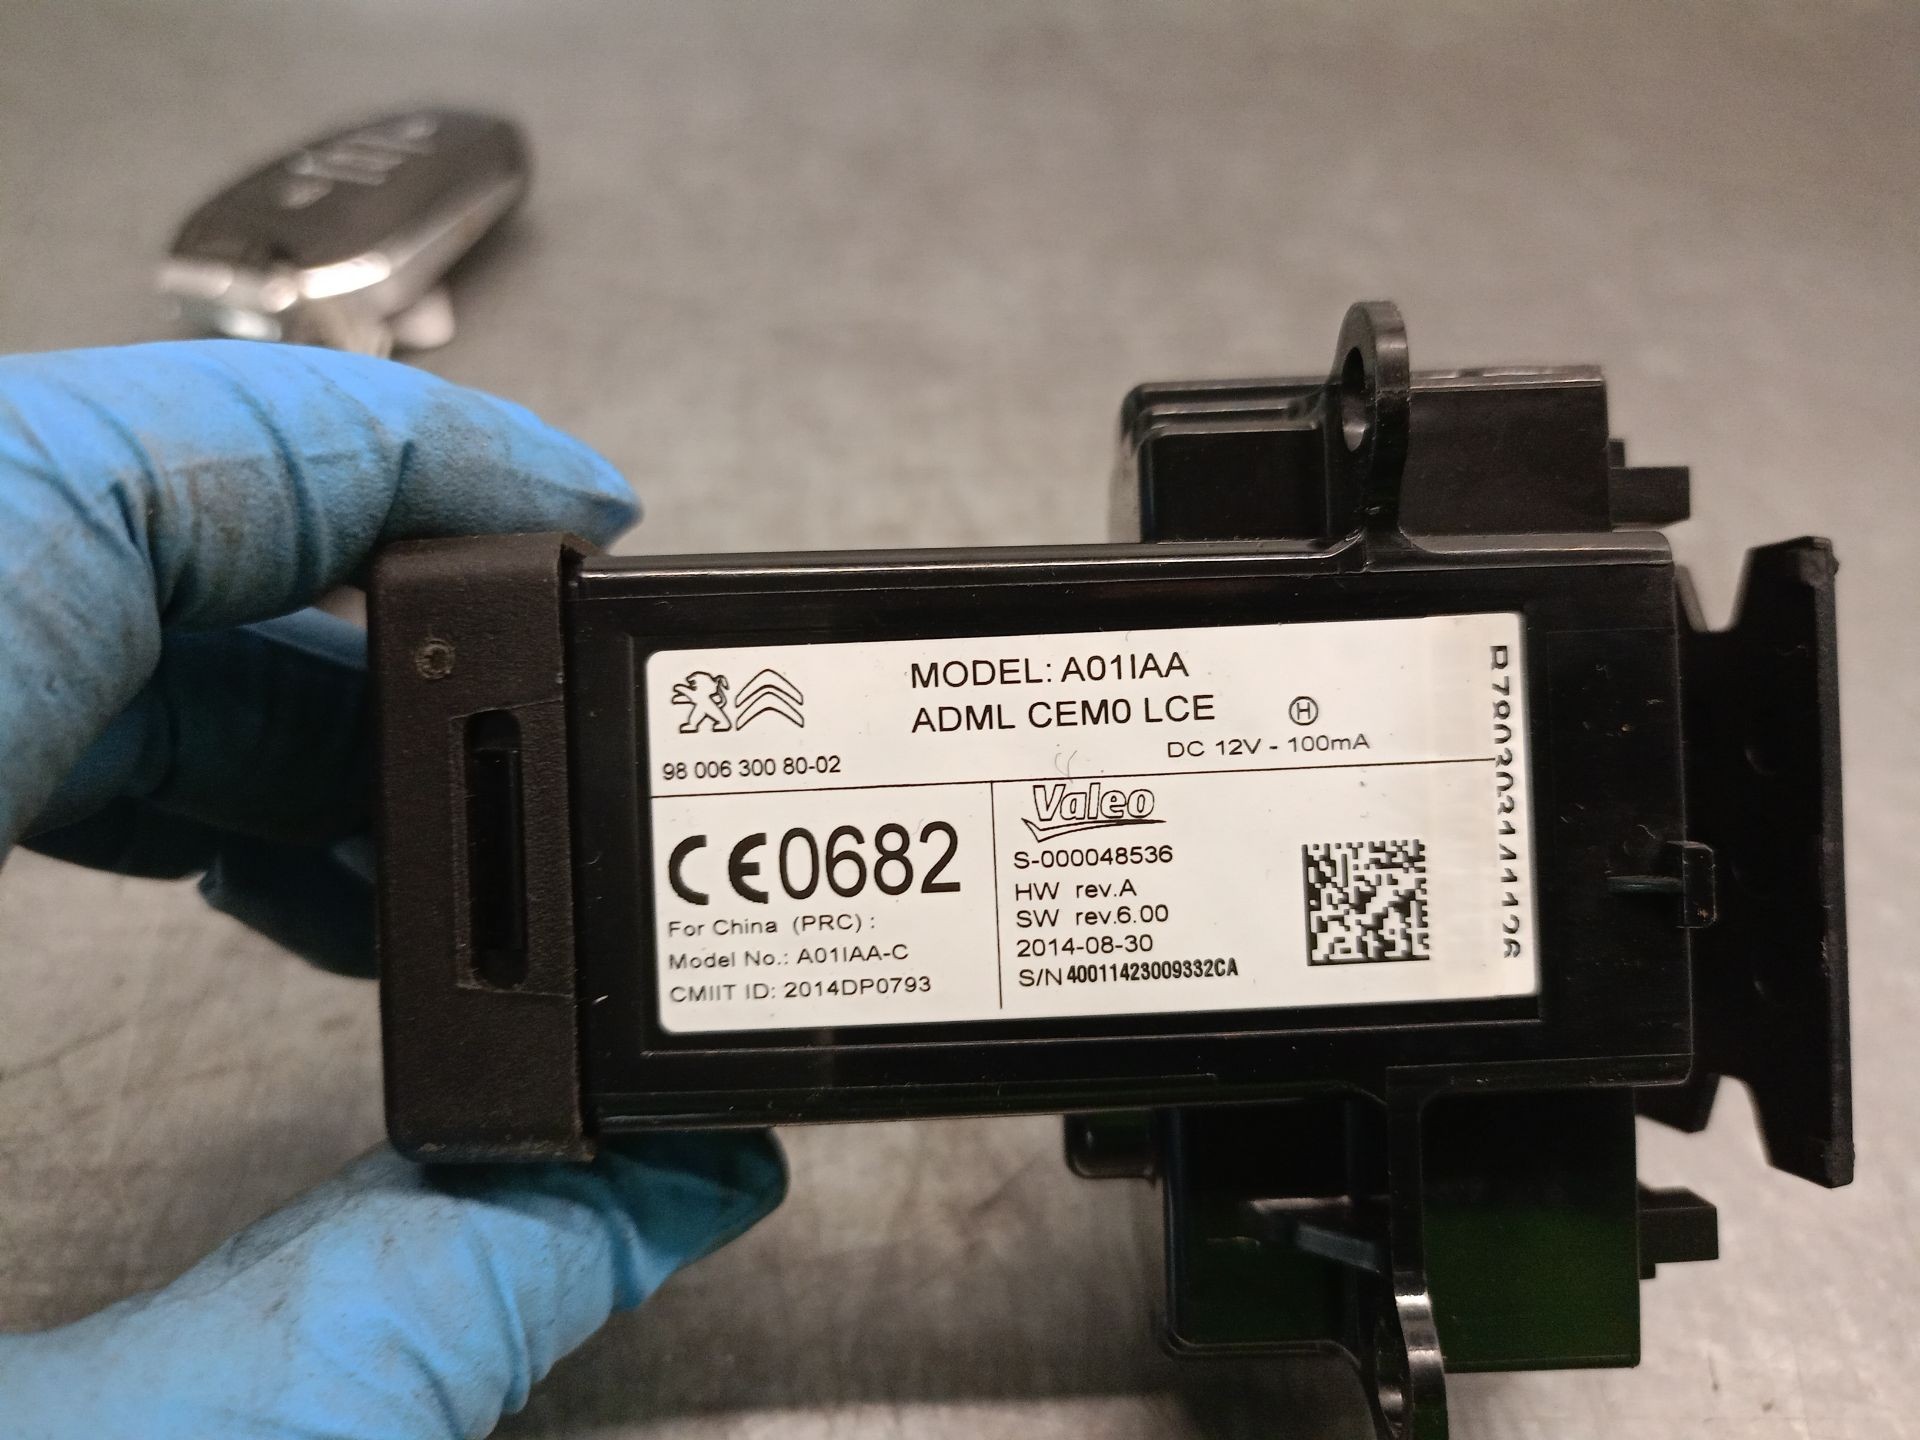 MODEL: A01IAA
ADML CEM0 LCE
H
98 006 300 80-02
DC 12V - 100mA
CE0682
For China (PRC) :
Model No.: A01IAA-C
CMIIT ID: 2014DP0793
Valeo
S-000048536
HW rev.A
SW rev.6.00
2014-08-30
S/N 40011423009332CA